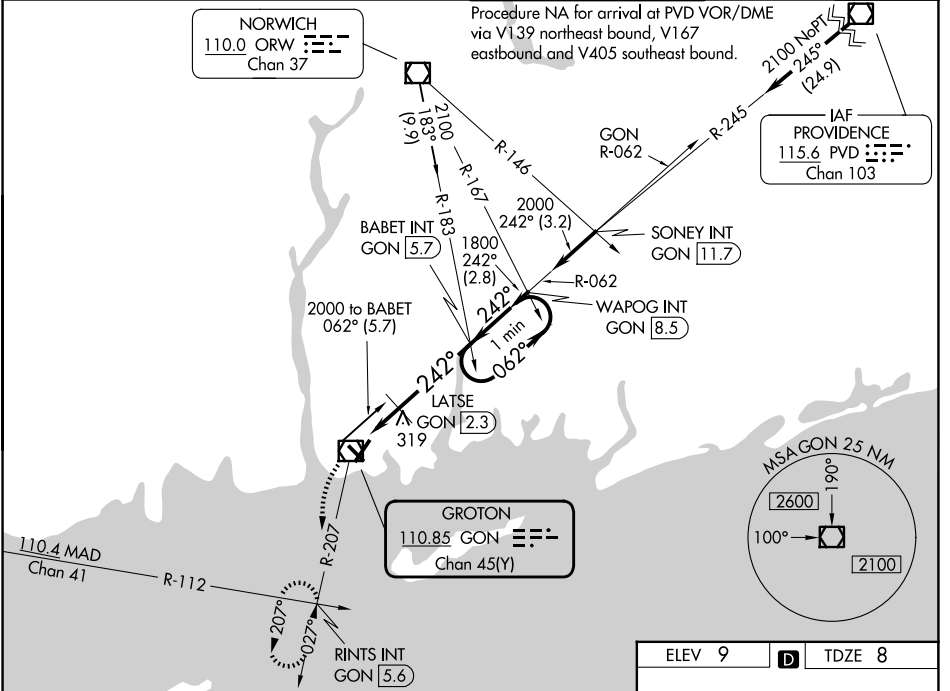 Procedure NA for arrival at PVD VOR/DME
via V139 northeast bound, V167
eastbound and V405 southeast bound.
NORWICH
110.0 ORW
Chan 37
2100 NoPT
245°
(24.9)
R-245
IAF
PROVIDENCE
115.6 PVD
Chan 103
2100
183°
(9.9)
R-183
R-167
R-146
GON
R-062
2000
242° (3.2)
SONEY INT
GON 11.7
BABET INT
GON 5.7
1800
242°
(2.8)
R-062
WAPOG INT
GON 8.5
2000 to BABET
062° (5.7)
242°
1 min
062°
242°
LATSE
GON 2.3
319
GROTON
110.85 GON
Chan 45(Y)
R-207
110.4 MAD
Chan 41
R-112
207°
027°
RINTS INT
GON 5.6
MSA GON 25 NM
190°
2600
100°
2100
ELEV 9
D
TDZE 8